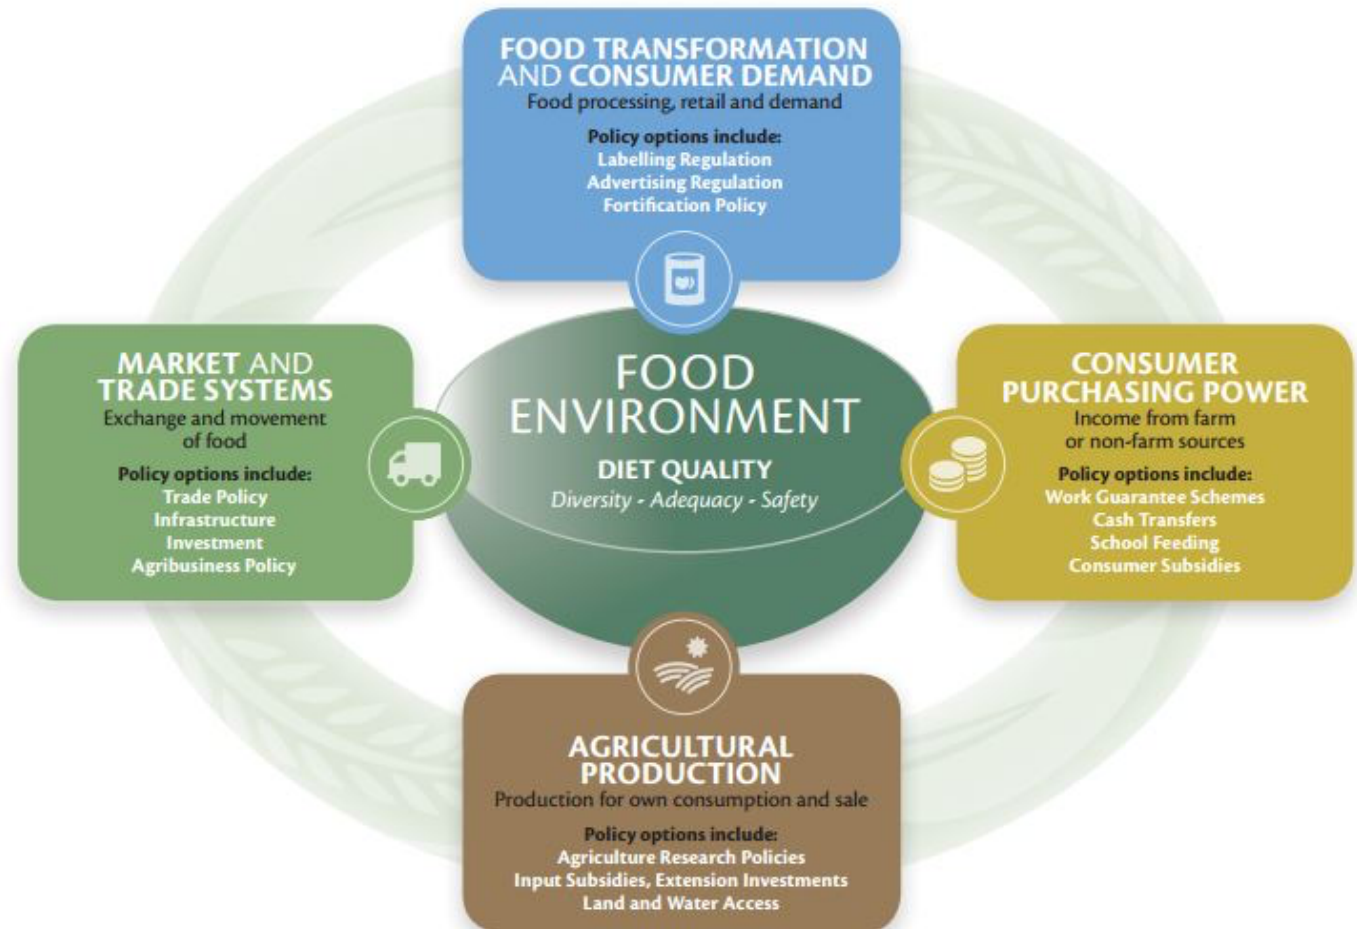 FOOD TRANSFORMATION
AND CONSUMER DEMAND
Food processing, retail and demand
Policy options include:
Labelling Regulation
Advertising Regulation
Fortification Policy
MARKET AND
TRADE SYSTEMS
Exchange and movement
of food
Policy options include:
Trade Policy
Infrastructure
Investment
Agribusiness Policy
FOOD
ENVIRONMENT
DIET QUALITY
Diversity - Adequacy - Safety
CONSUMER
PURCHASING POWER
Income from farm
or non-farm sources
Policy options include:
Work Guarantee Schemes
Cash Transfers
School Feeding
Consumer Subsidies
AGRICULTURAL
PRODUCTION
Production for own consumption and sale
Policy options include:
Agriculture Research Policies
Input Subsidies, Extension Investments
Land and Water Access